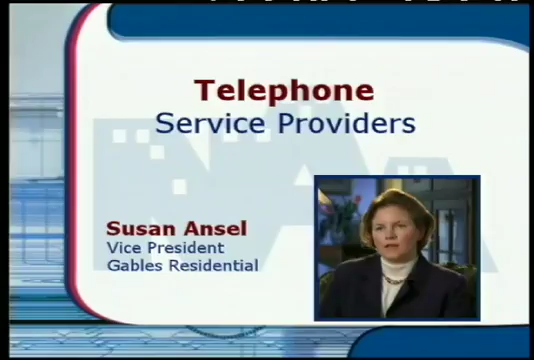 Telephone
Service Providers
Susan Ansel
Vice President
Gables Residential